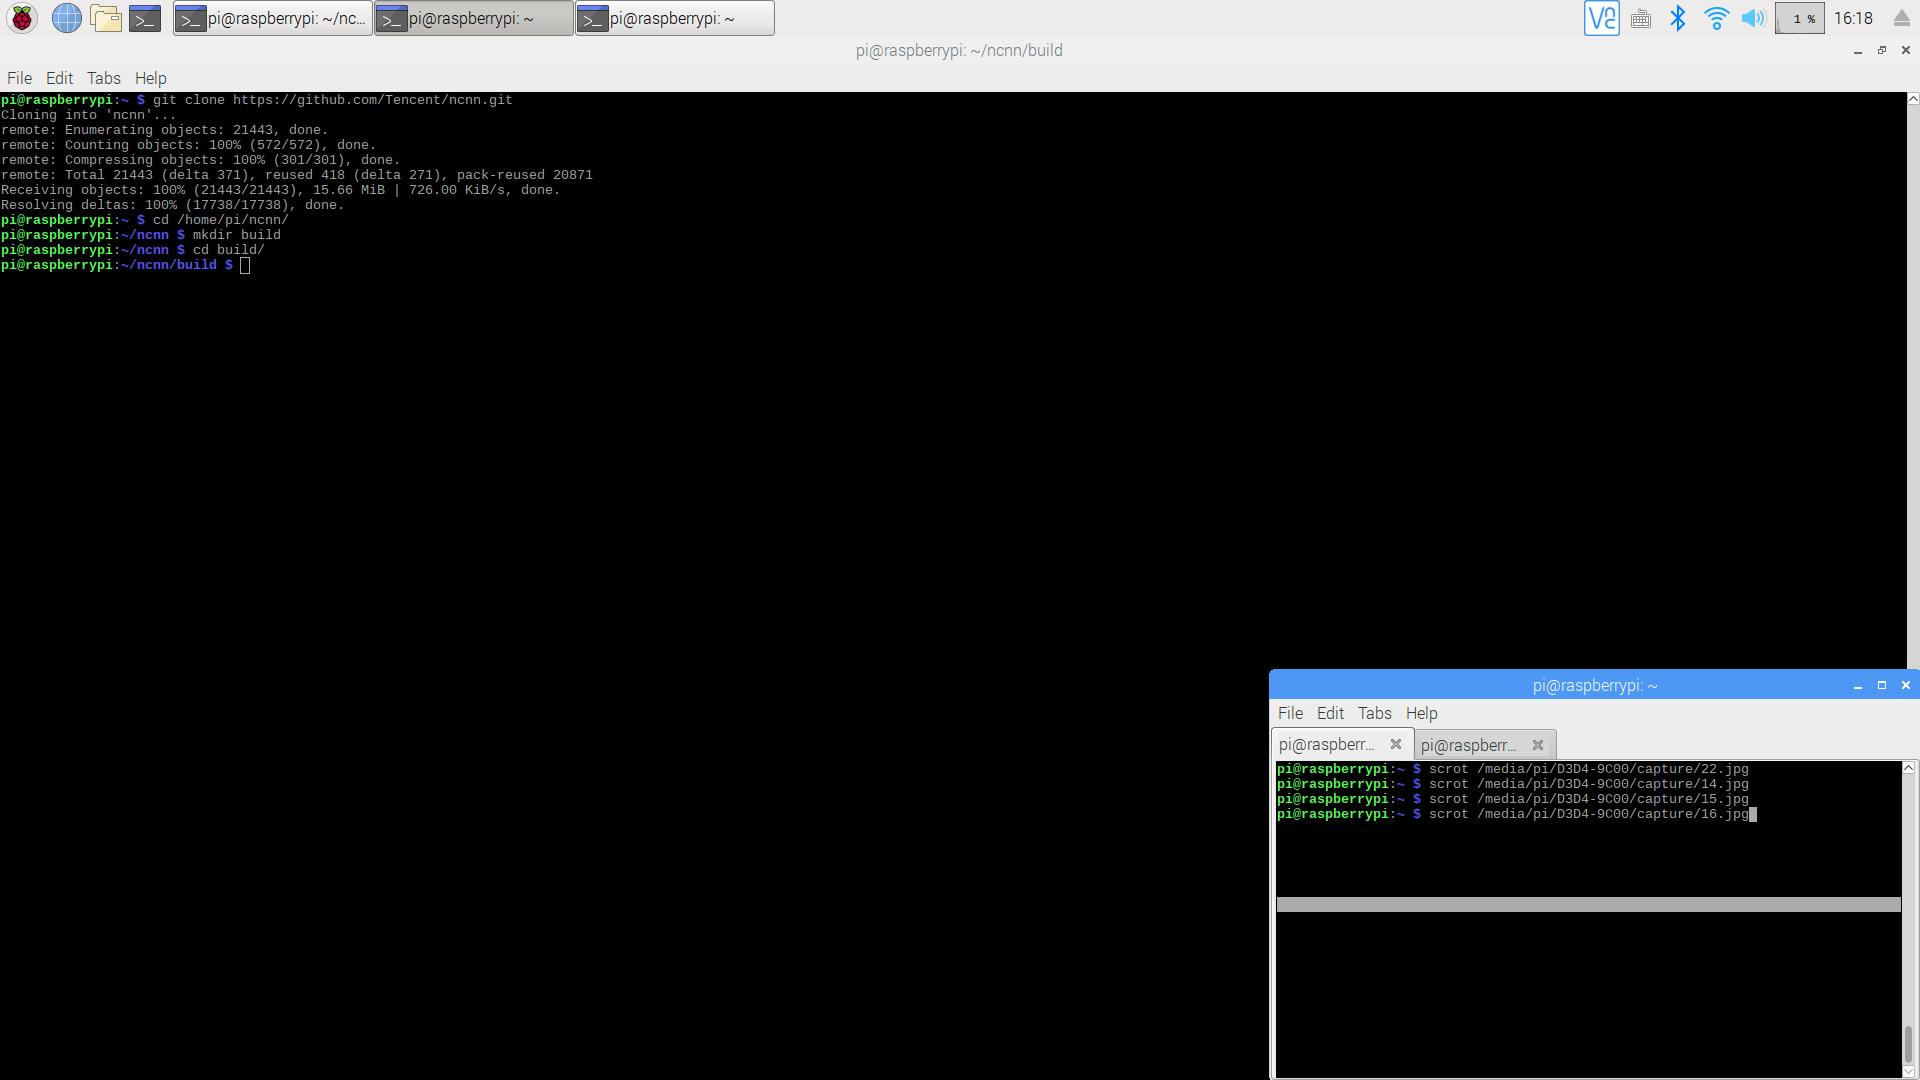 pi@raspberrypi: ~/nc...
pi@raspberrypi: ~
pi@raspberrypi: ~
1 %
16:18
pi@raspberrypi: ~/ncnn/build
File Edit Tabs Help
pi@raspberrypi:~ $ git clone https://github.com/Tencent/ncnn.git
Cloning into 'ncnn'...
remote: Enumerating objects: 21443, done.
remote: Counting objects: 100% (572/572), done.
remote: Compressing objects: 100% (301/301), done.
remote: Total 21443 (delta 371), reused 418 (delta 271), pack-reused 20871
Receiving objects: 100% (21443/21443), 15.66 MiB | 726.00 KiB/s, done.
Resolving deltas: 100% (17738/17738), done.
pi@raspberrypi:~ $ cd /home/pi/ncnn/
pi@raspberrypi:~/ncnn $ mkdir build
pi@raspberrypi:~/ncnn $ cd build/
pi@raspberrypi:~/ncnn/build $
pi@raspberrypi: ~
File Edit Tabs Help
pi@raspberr...
pi@raspberr...
pi@raspberrypi:~ $ scrot /media/pi/D3D4-9C00/capture/22.jpg
pi@raspberrypi:~ $ scrot /media/pi/D3D4-9C00/capture/14.jpg
pi@raspberrypi:~ $ scrot /media/pi/D3D4-9C00/capture/15.jpg
pi@raspberrypi:~ $ scrot /media/pi/D3D4-9C00/capture/16.jpg